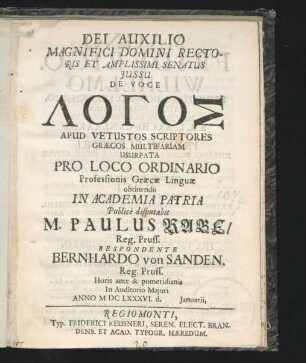 DEI AUXILIO
MAGNIFICI DOMINI RECTO-
RIS ET AMPLISSIMI SENATUS
JUSSU
DE VOCE
ΛΟΓΟΣ
APUD VETUSTOS SCRIPTORES
GRÆCOS MULTIFARIAM
USURPATA
PRO LOCO ORDINARIO
Professionis Græcæ Linguæ
obtinendo
IN ACADEMIA PATRIA
Publicè disputabit
M. PAULUS RABE/
Reg. Pruss.
RESPONDENTE
BERNHARDO von SANDEN,
Reg. Pruss.
Horis ante & pomeridianis
In Auditorio Majori
ANNO M DC LXXXVI. d. Januarii,
REGIOMONTI,
Typ. FRIDERICI REUSNERI, SEREN. ELECT. BRAN-
DENB. ET ACAD. TYPOGR. HÆREDUM.